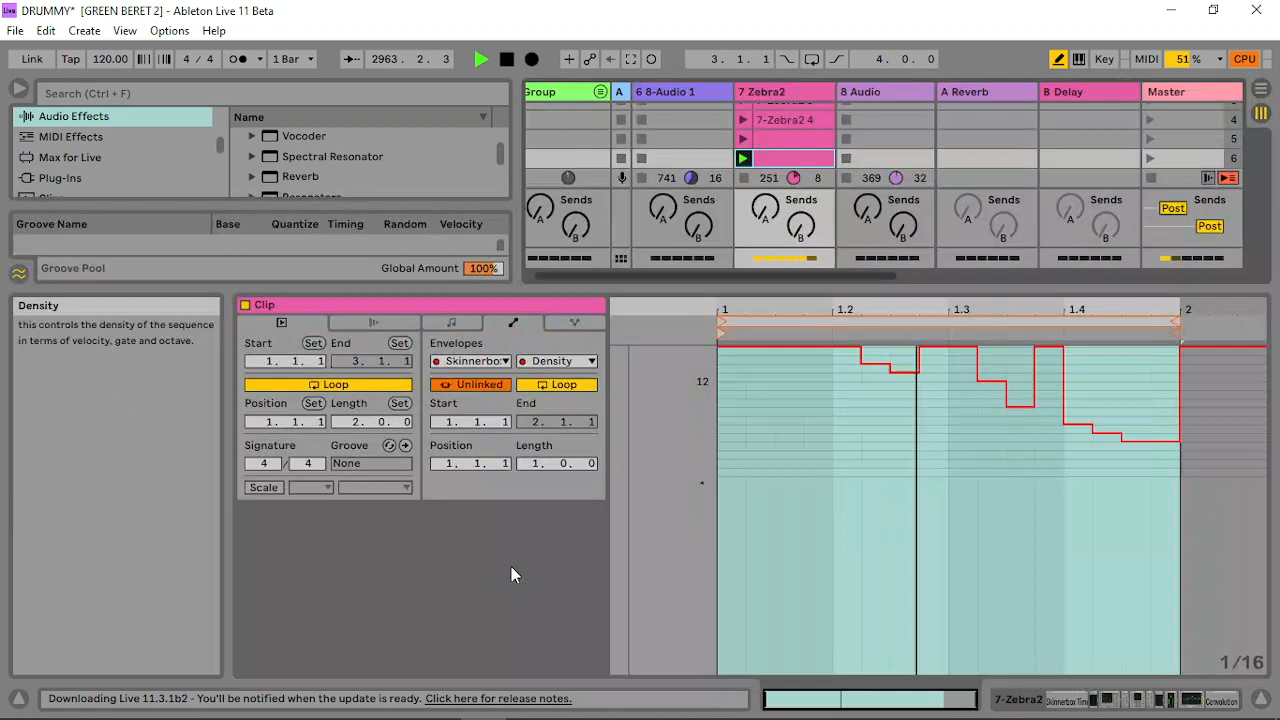 Live DRUMMY* [GREEN BERET 2] - Ableton Live 11 Beta
File Edit Create View Options Help
Link Tap 120.00 4 / 4 1 Bar 2963. 2. 3 3. 1. 1 4. 0. 0 Key MIDI 51 % CPU
Search (Ctrl + F)
Group A 6 8-Audio 1 7 Zebra2 8 Audio A Reverb B Delay Master
Audio Effects
MIDI Effects
Max for Live
Plug-Ins
Name
Vocoder
Spectral Resonator
Reverb
7-Zebra2 4
4
5
6
741 16 251 8 369 32
Sends Sends Sends Sends Sends Sends Sends
A A A A A A Post
B B B B B B Post
Groove Name Base Quantize Timing Random Velocity
Groove Pool Global Amount 100%
Density
this controls the density of the sequence
in terms of velocity, gate and octave.
Clip
Start Set End Set Envelopes
1. 1. 1 3. 1. 1 Skinnerbo: Density
Loop Unlinked Loop
Position Set Length Set Start End
1. 1. 1 2. 0. 0 1. 1. 1 2. 1. 1
Signature Groove Position Length
4 / 4 None 1. 1. 1 1. 0. 0
Scale
1 1.2 1.3 1.4 2
12
1/16
Downloading Live 11.3.1b2 - You'll be notified when the update is ready. Click here for release notes.
7-Zebra2 Skinnerbox Time Convolution